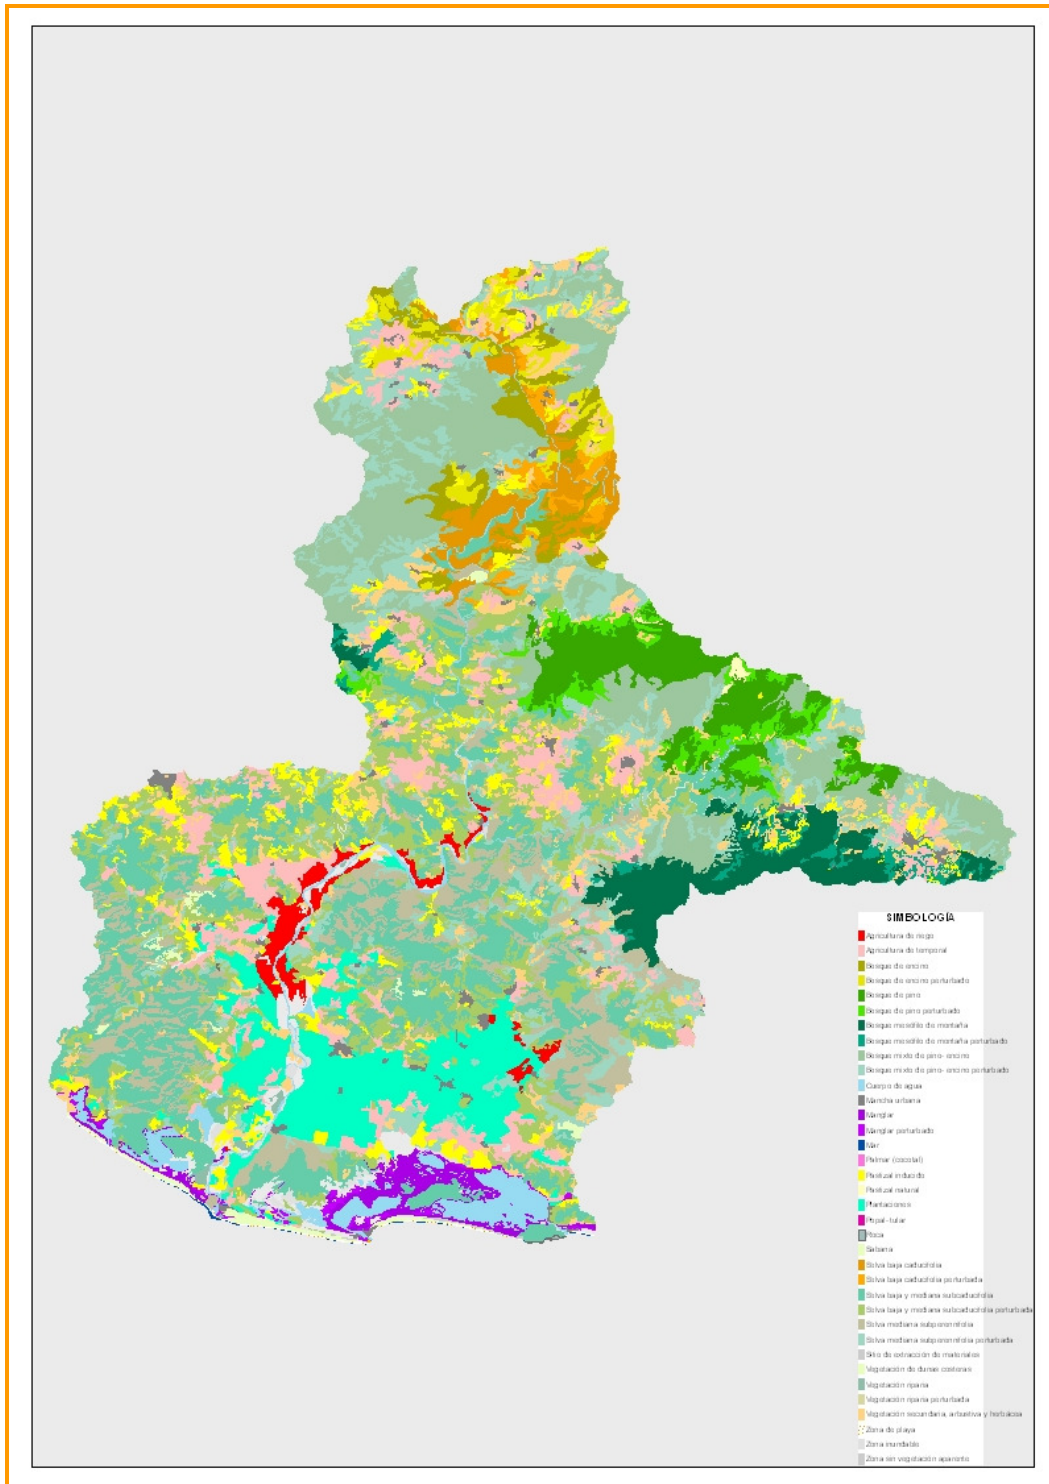 SIMBOLOGÍA
Agricultura de riego
Agricultura de temporal
Bosque de encino
Bosque de encino perturbado
Bosque de pino
Bosque de pino perturbado
Bosque mesófilo de montaña
Bosque mesófilo de montaña perturbado
Bosque mixto de pino- encino
Bosque mixto de pino- encino perturbado
Cuerpo de agua
Mancha urbana
Manglar
Manglar perturbado
Mar
Palmar (cocotal)
Pastizal inducido
Pastizal natural
Plantaciones
Popal- tular
Roca
Sabana
Selva baja caducifolia
Selva baja caducifolia perturbada
Selva baja y mediana subcaducifolia
Selva baja y mediana subcaducifolia perturbada
Selva mediana subperennifolia
Selva mediana subperennifolia perturbada
Sitio de extracción de materiales
Vegetación de dunas costeras
Vegetación riparia
Vegetación riparia perturbada
Vegetación secundaria, arbustiva y herbácea
Zona de playa
Zona inundable
Zona sin vegetación aparente